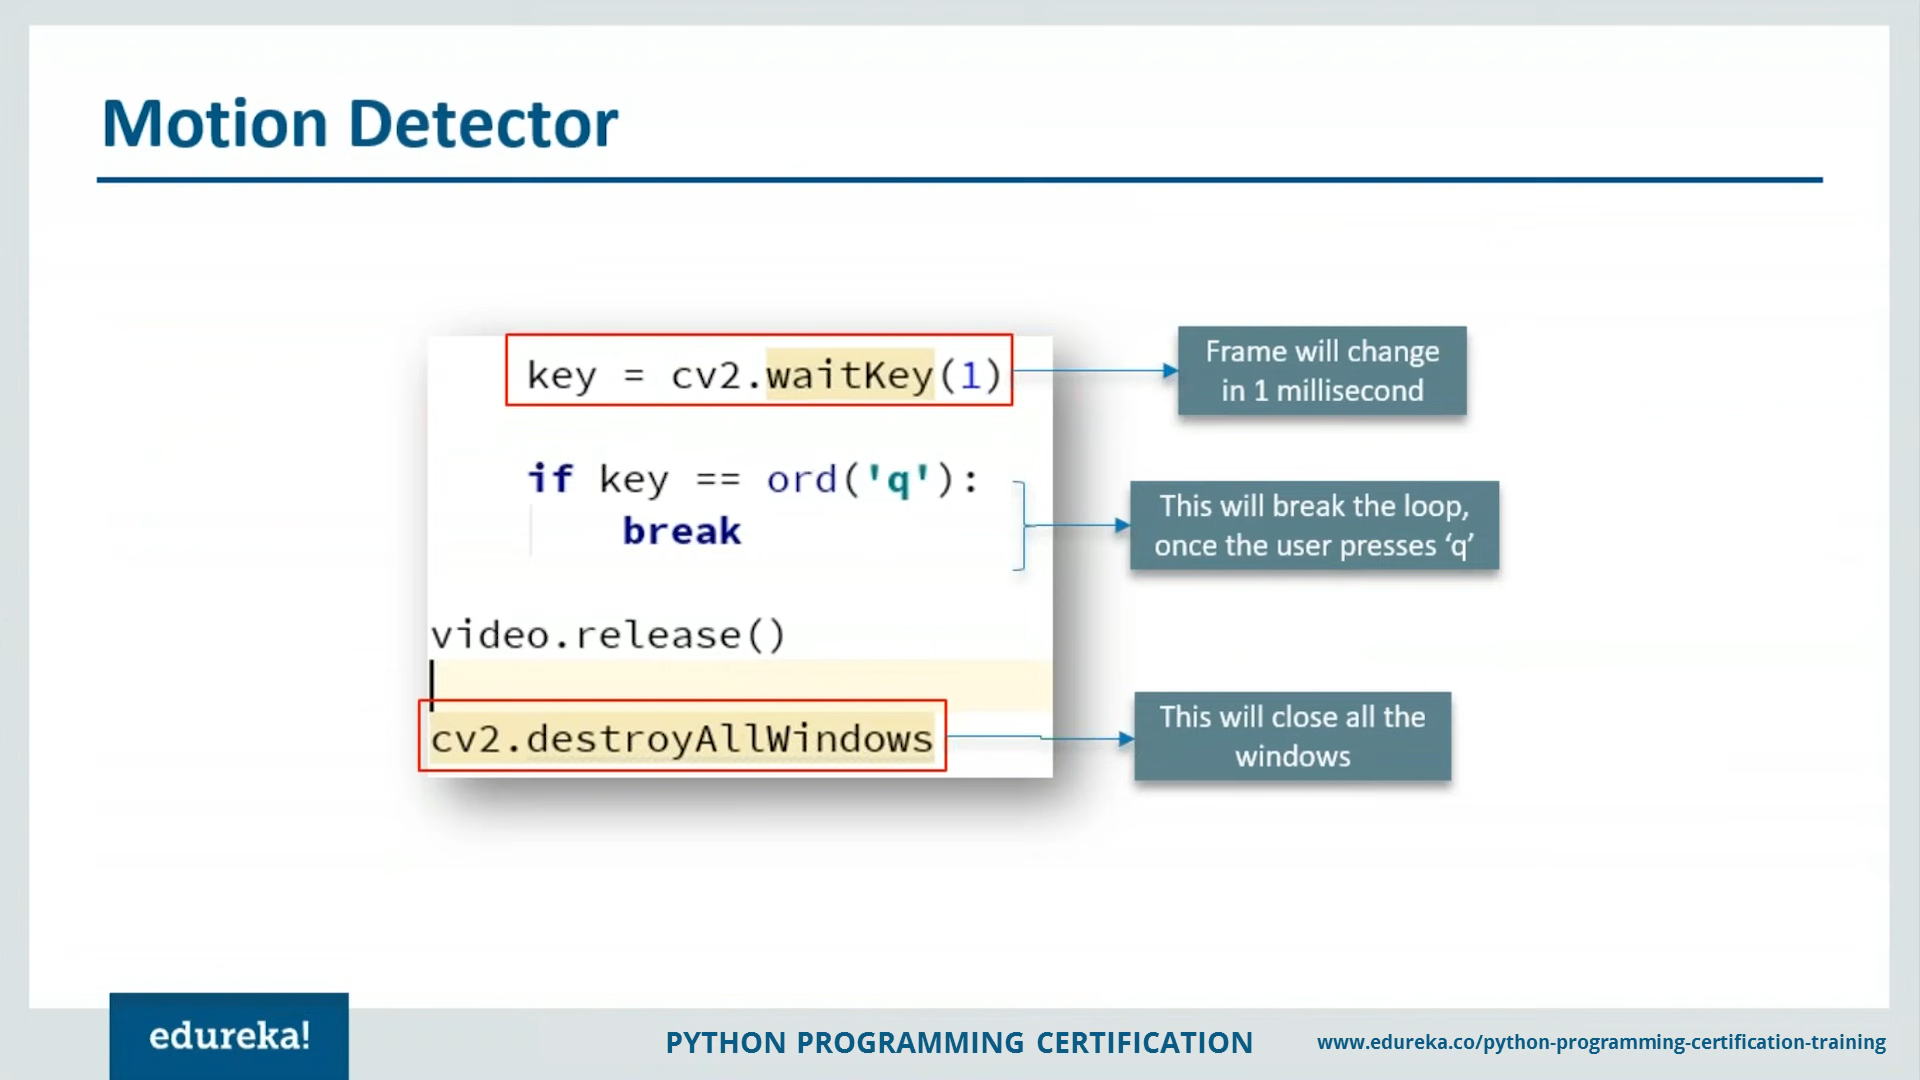 Motion Detector
key = cv2.waitKey(1)
Frame will change
in 1 millisecond
if key == ord('q'):
break
This will break the loop,
once the user presses ‘q’
video.release()
cv2.destroyAllWindows
This will close all the
windows
edureka!
PYTHON PROGRAMMING CERTIFICATION
www.edureka.co/python-programming-certification-training